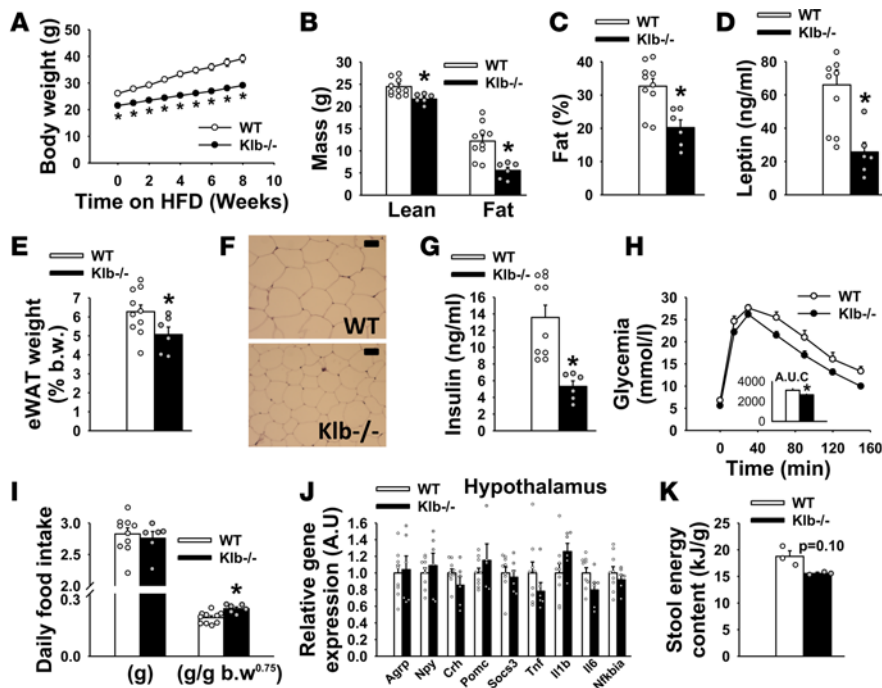 A
Body weight (g)
50
40
30
20
10
0
* * * * * * * * *
WT
Klb-/-
0 2 4 6 8 10
Time on HFD (Weeks)
B
WT
Klb-/-
Mass (g)
30
25
20
15
10
5
0
*
*
Lean Fat
C
WT
Klb-/-
Fat (%)
40
30
20
10
0
*
D
WT
Klb-/-
Leptin (ng/ml)
80
60
40
20
0
*
E
WT
Klb-/-
eWAT weight
(% b.w.)
8
7
6
5
4
3
2
1
0
*
F
WT
Klb-/-
G
WT
Klb-/-
Insulin (ng/ml)
16
14
12
10
8
6
4
2
0
*
H
WT
Klb-/-
Glycemia
(mmol/l)
30
25
20
15
10
5
0
A.U.C
4000
2000
*
0 40 80 120 160
Time (min)
I
Daily food intake
3.0
2.5
2.0
0.3
0.0
WT
Klb-/-
*
(g) (g/g b.w0.75)
J
WT
Klb-/-
Hypothalamus
Relative gene
expression (A.U)
1.6
1.4
1.2
1.0
0.8
0.6
0.4
0.2
0.0
Agrp Npy Crh Pomc Socs3 Tnf Il1b Il6 Nfkbia
K
WT
Klb-/-
Stool energy
content (kJ/g)
25
20
15
10
5
0
p=0.10